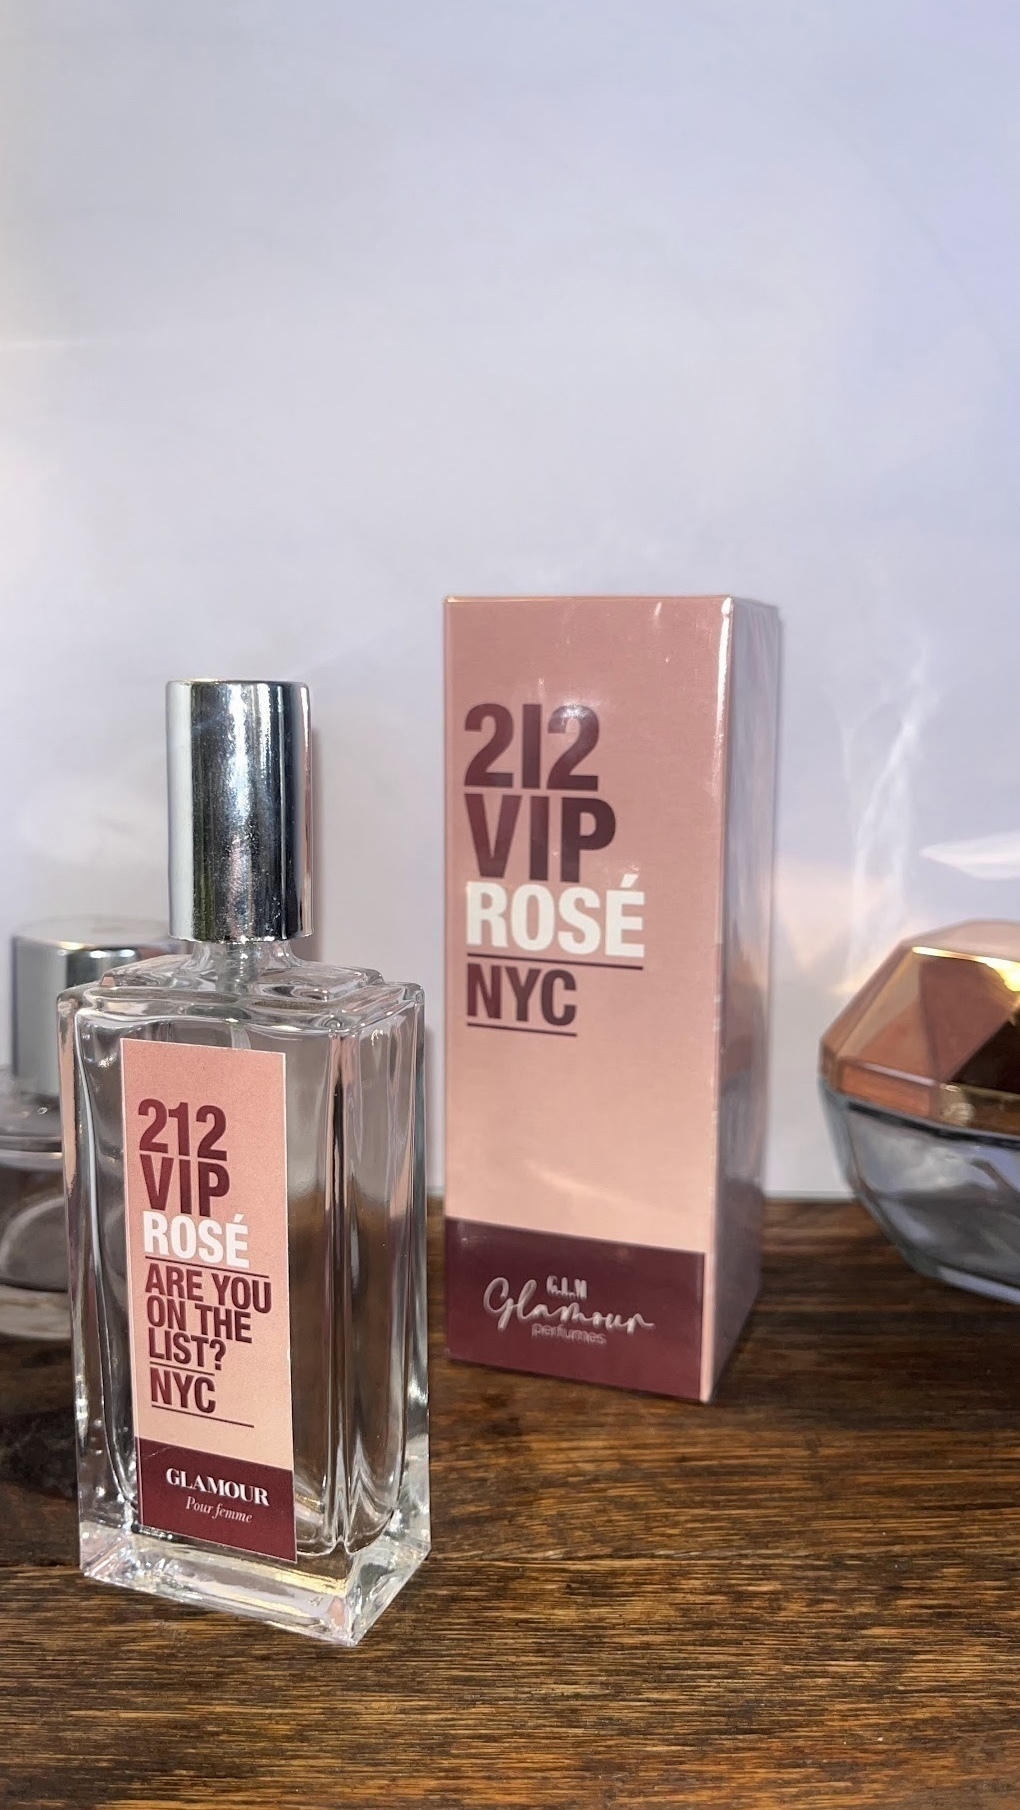 212
VIP
ROSÉ
ARE YOU
ON THE
LIST?
NYC
GLAMOUR
Pour femme
212
VIP
ROSÉ
NYC
G.L.M
Glamour
perfumes